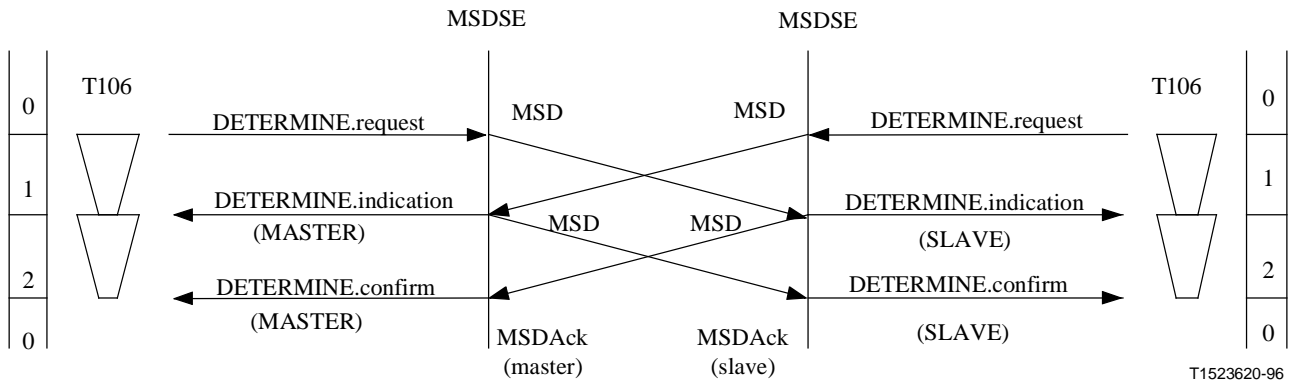 MSDSE MSDSE
T106 T106
0 0
MSD MSD
DETERMINE.request DETERMINE.request
1 1
DETERMINE.indication DETERMINE.indication
(MASTER) MSD MSD (SLAVE)
2 2
DETERMINE.confirm DETERMINE.confirm
(MASTER) (SLAVE)
0 MSDAck MSDAck 0
(master) (slave)
T1523620-96